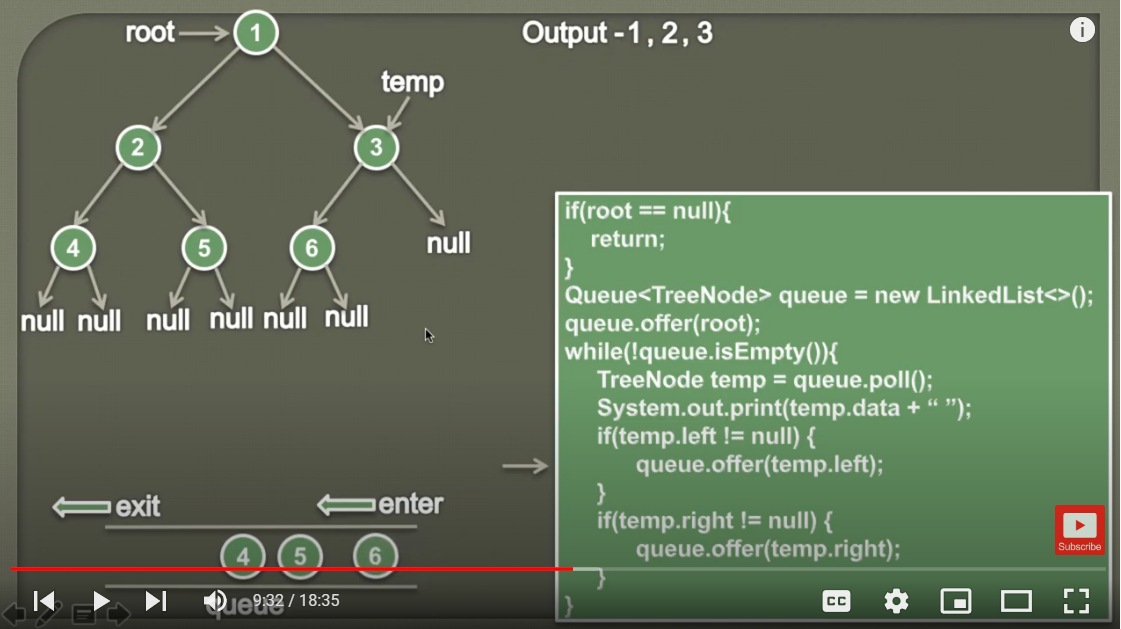 root
1
Output - 1 , 2 , 3
temp
2
3
4
5
6
null
null null null null null null
if(root == null){
return;
}
Queue<TreeNode> queue = new LinkedList<>();
queue.offer(root);
while(!queue.isEmpty()){
TreeNode temp = queue.poll();
System.out.print(temp.data + “ ”);
if(temp.left != null) {
queue.offer(temp.left);
}
if(temp.right != null) {
queue.offer(temp.right);
}
}
exit
enter
4 5 6
queue
Subscribe
9:32 / 18:35
CC